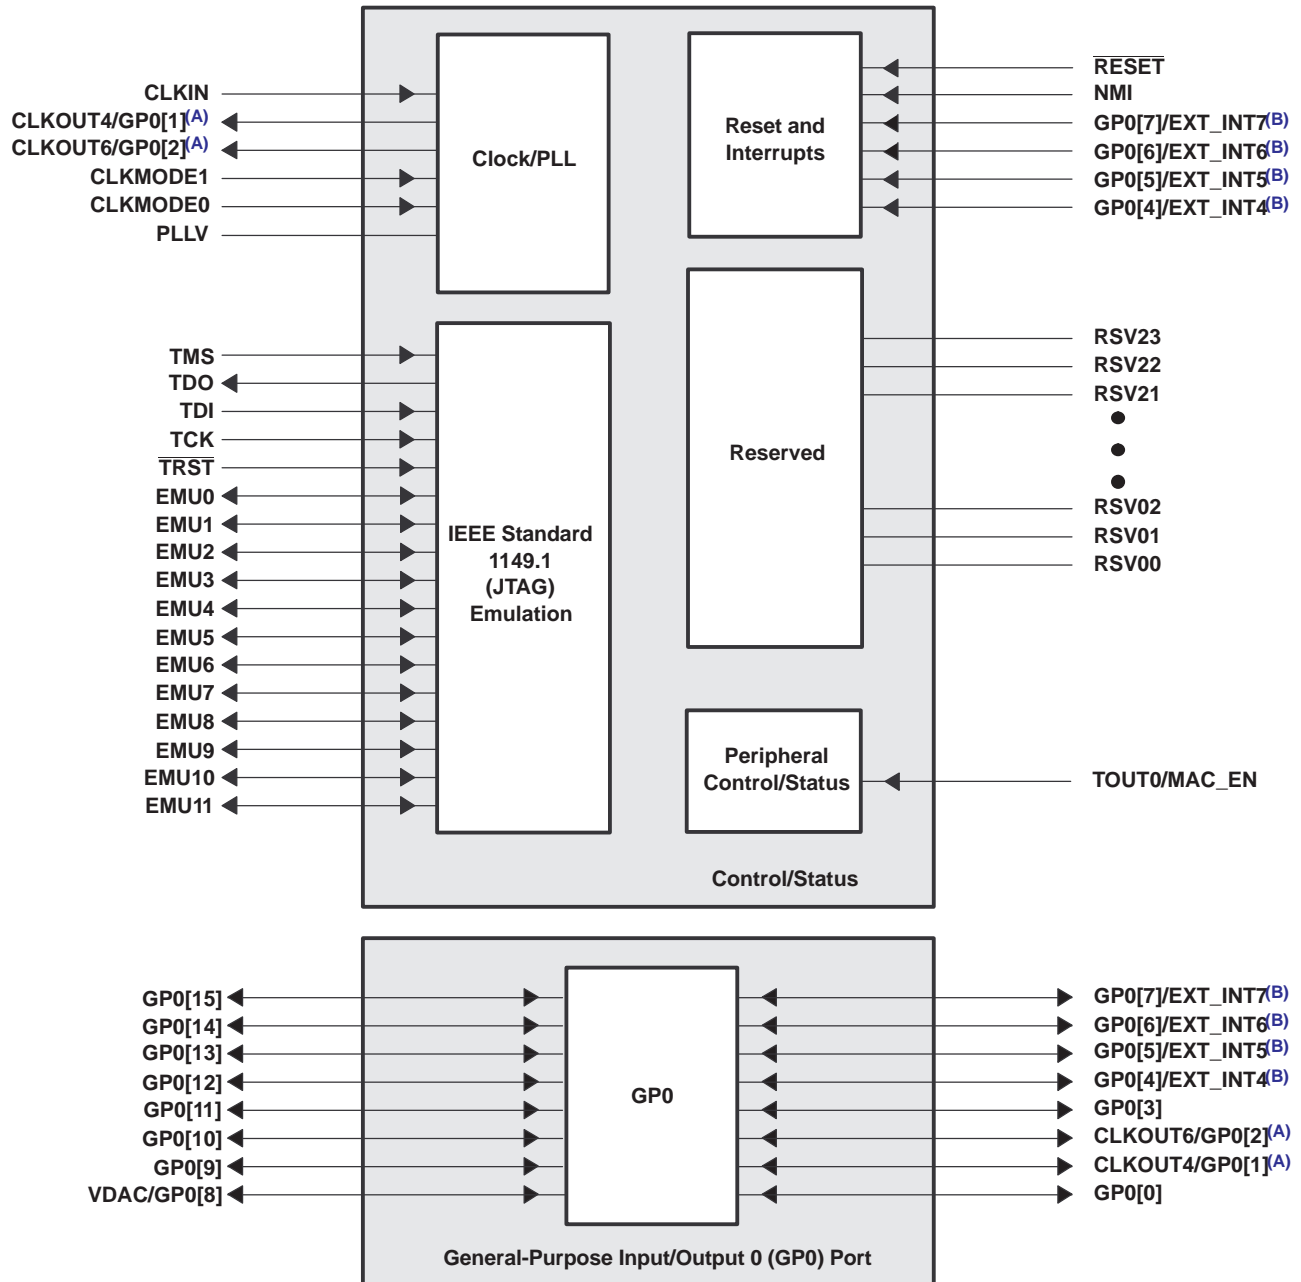 CLKIN
CLKOUT4/GP0[1](A)
CLKOUT6/GP0[2](A)
CLKMODE1
CLKMODE0
PLLV
Clock/PLL
Reset and
Interrupts
RESET
NMI
GP0[7]/EXT_INT7(B)
GP0[6]/EXT_INT6(B)
GP0[5]/EXT_INT5(B)
GP0[4]/EXT_INT4(B)
TMS
TDO
TDI
TCK
TRST
EMU0
EMU1
EMU2
EMU3
EMU4
EMU5
EMU6
EMU7
EMU8
EMU9
EMU10
EMU11
IEEE Standard
1149.1
(JTAG)
Emulation
Reserved
RSV23
RSV22
RSV21
RSV02
RSV01
RSV00
Peripheral
Control/Status
TOUT0/MAC_EN
Control/Status
GP0[15]
GP0[14]
GP0[13]
GP0[12]
GP0[11]
GP0[10]
GP0[9]
VDAC/GP0[8]
GP0
GP0[7]/EXT_INT7(B)
GP0[6]/EXT_INT6(B)
GP0[5]/EXT_INT5(B)
GP0[4]/EXT_INT4(B)
GP0[3]
CLKOUT6/GP0[2](A)
CLKOUT4/GP0[1](A)
GP0[0]
General-Purpose Input/Output 0 (GP0) Port